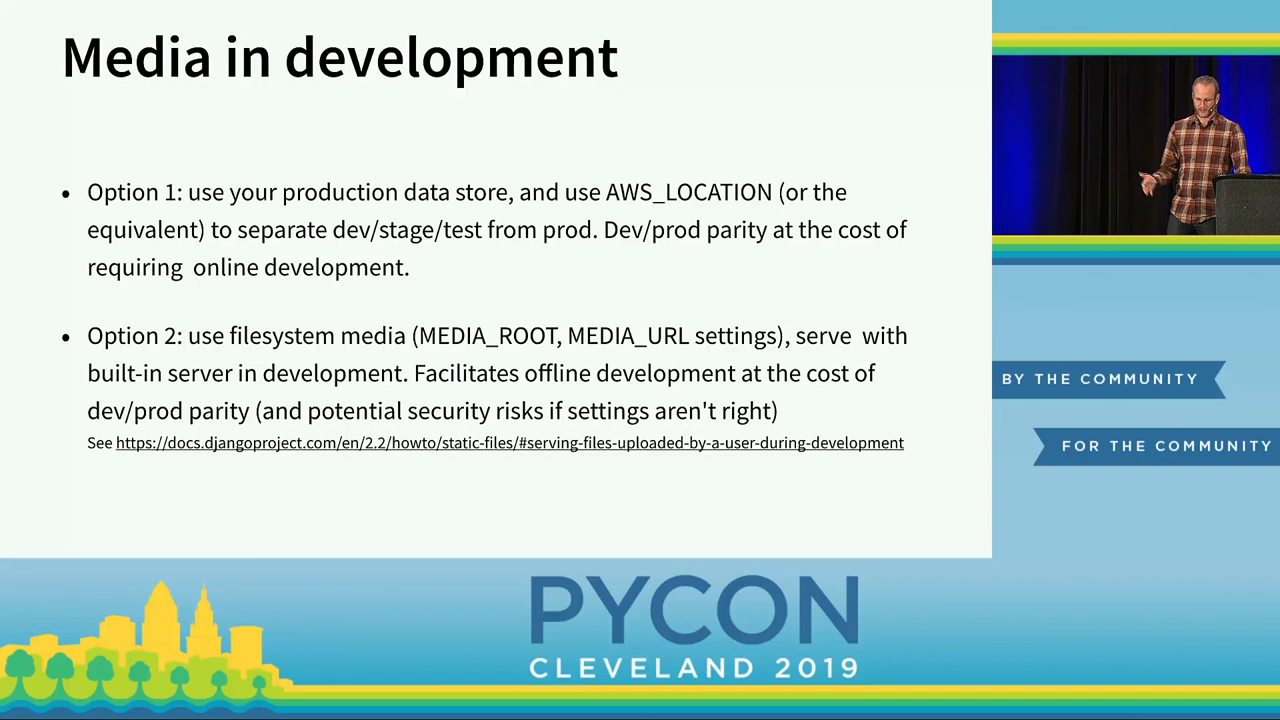 Media in development
• Option 1: use your production data store, and use AWS_LOCATION (or the
equivalent) to separate dev/stage/test from prod. Dev/prod parity at the cost of
requiring  online development.
• Option 2: use filesystem media (MEDIA_ROOT, MEDIA_URL settings), serve  with
built-in server in development. Facilitates offline development at the cost of
dev/prod parity (and potential security risks if settings aren't right)
See https://docs.djangoproject.com/en/2.2/howto/static-files/#serving-files-uploaded-by-a-user-during-development
BY THE COMMUNITY
FOR THE COMMUNITY
PYCON
CLEVELAND 2019